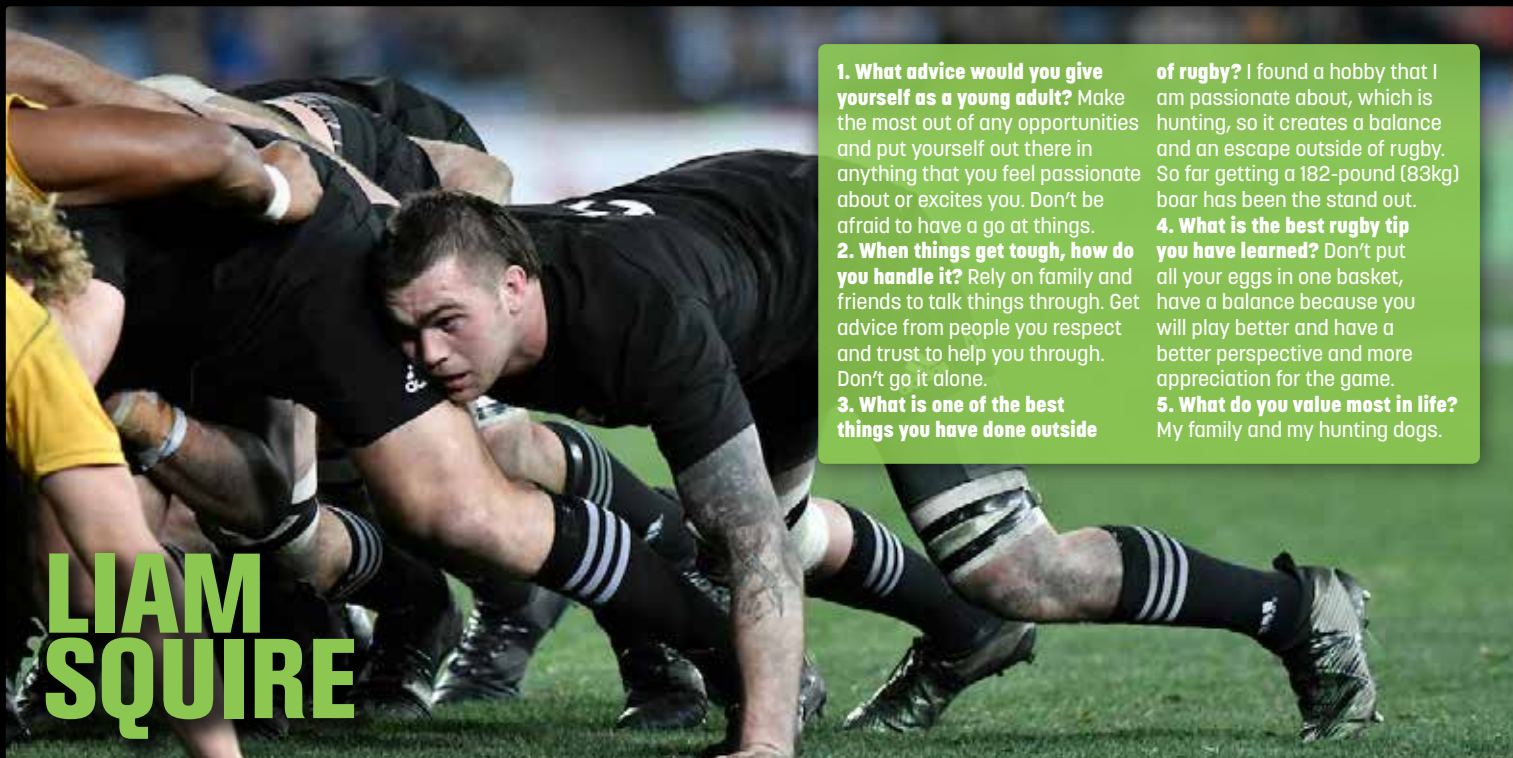 1. What advice would you give
yourself as a young adult? Make
the most out of any opportunities
and put yourself out there in
anything that you feel passionate
about or excites you. Don’t be
afraid to have a go at things.
2. When things get tough, how do
you handle it? Rely on family and
friends to talk things through. Get
advice from people you respect
and trust to help you through.
Don’t go it alone.
3. What is one of the best
things you have done outside
of rugby? I found a hobby that I
am passionate about, which is
hunting, so it creates a balance
and an escape outside of rugby.
So far getting a 182-pound (83kg)
boar has been the stand out.
4. What is the best rugby tip
you have learned? Don’t put
all your eggs in one basket,
have a balance because you
will play better and have a
better perspective and more
appreciation for the game.
5. What do you value most in life?
My family and my hunting dogs.
LIAM
SQUIRE